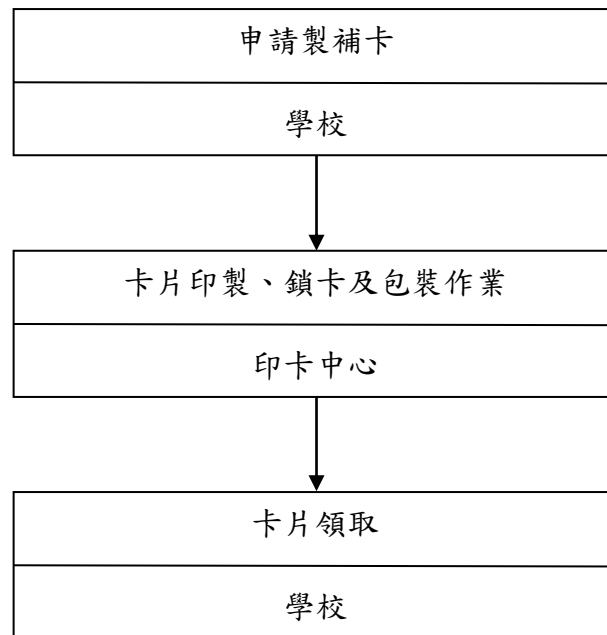 申請製補卡
學校
卡片印製、鎖卡及包裝作業
印卡中心
卡片領取
學校